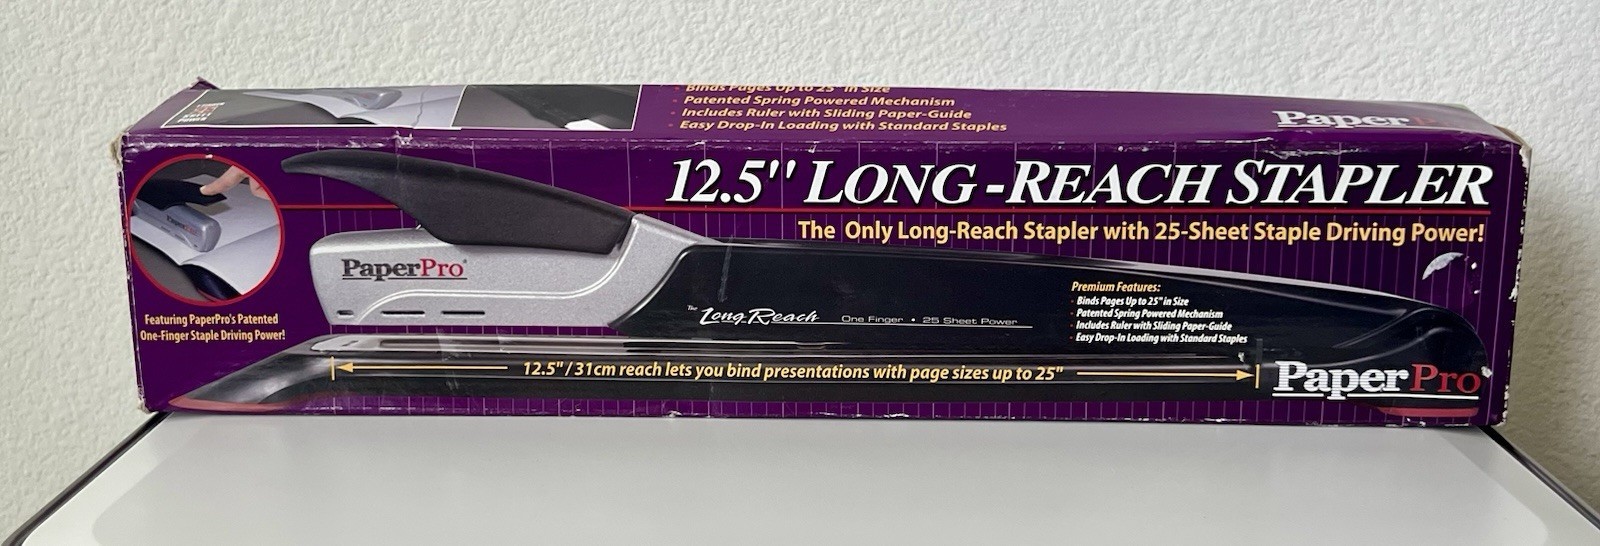 Binds Pages Up to 25" in Size
Patented Spring Powered Mechanism
Includes Ruler with Sliding Paper-Guide
Easy Drop-In Loading with Standard Staples
Paper
12.5" LONG-REACH STAPLER
The Only Long-Reach Stapler with 25-Sheet Staple Driving Power!
PaperPro
PaperPro®
Featuring PaperPro's Patented
One-Finger Staple Driving Power!
The Long Reach One Finger • 25 Sheet Power
Premium Features:
Binds Pages Up to 25" in Size
Patented Spring Powered Mechanism
Includes Ruler with Sliding Paper-Guide
Easy Drop-In Loading with Standard Staples
12.5" / 31cm reach lets you bind presentations with page sizes up to 25"
PaperPro